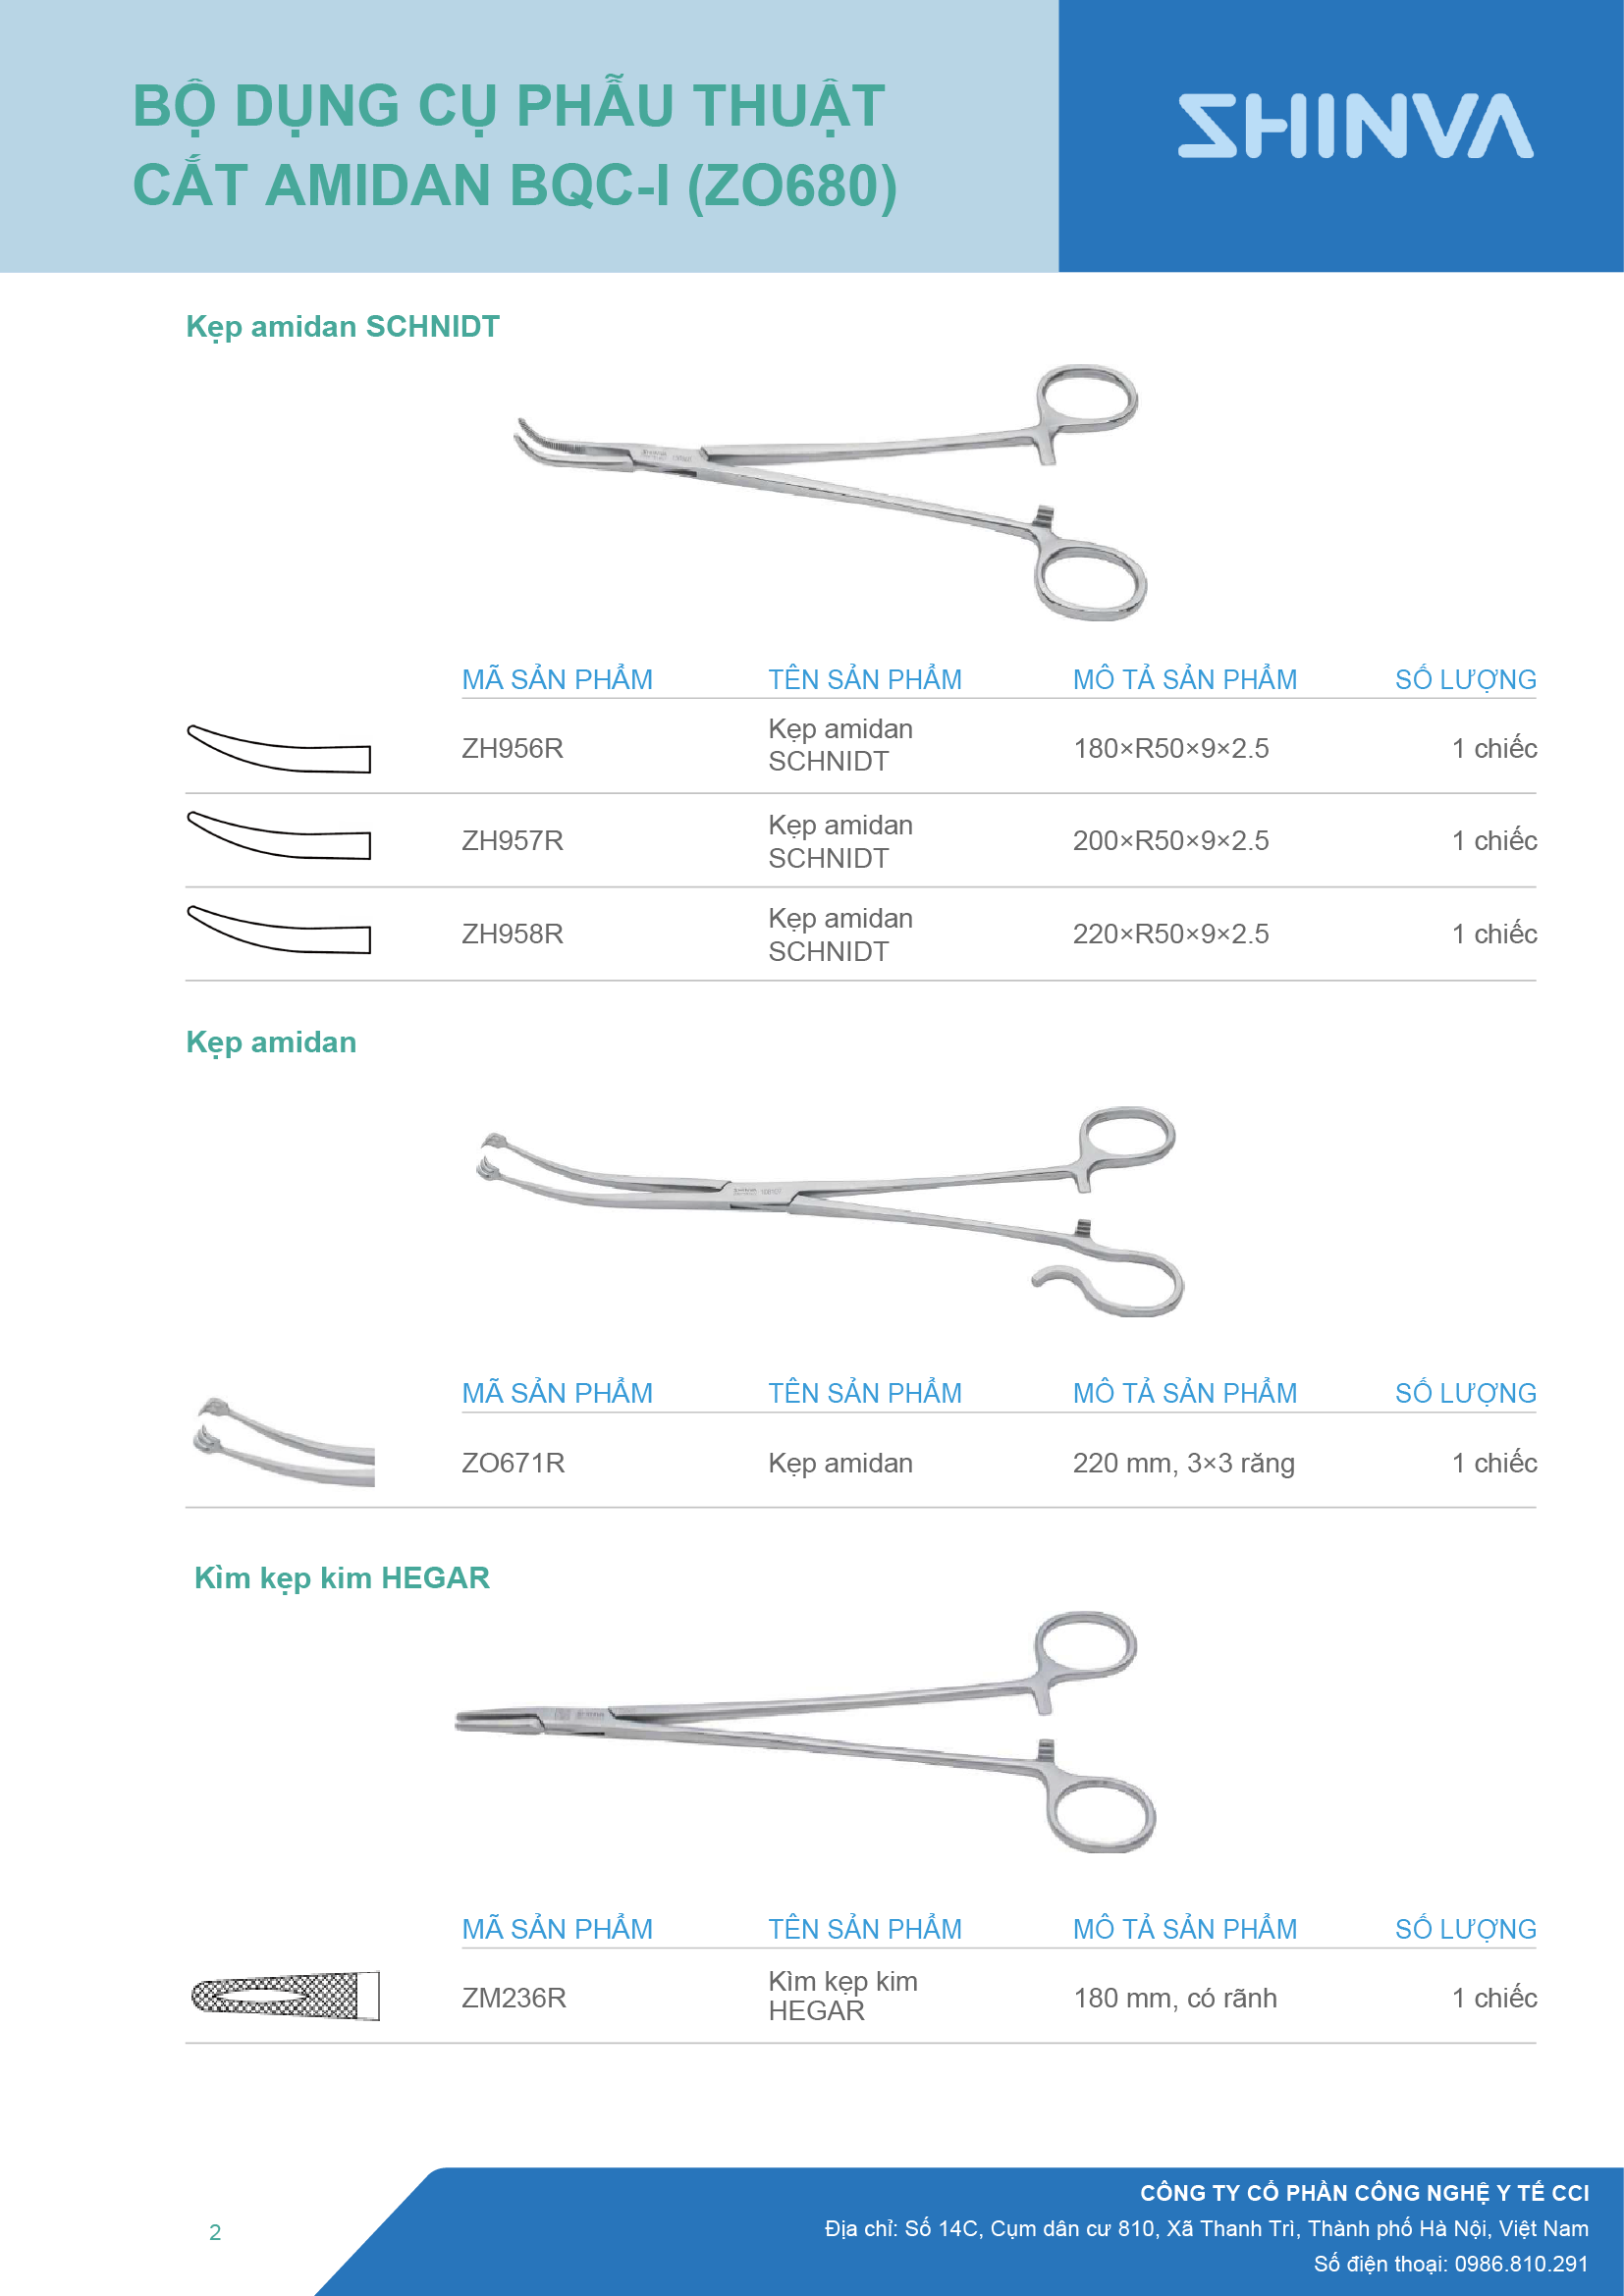 BỘ DỤNG CỤ PHẪU THUẬT
CẮT AMIDAN BQC-I (ZO680)
SHINVA
Kẹp amidan SCHNIDT
MÃ SẢN PHẨM TÊN SẢN PHẨM MÔ TẢ SẢN PHẨM SỐ LƯỢNG
ZH956R Kẹp amidan SCHNIDT 180×R50×9×2.5 1 chiếc
ZH957R Kẹp amidan SCHNIDT 200×R50×9×2.5 1 chiếc
ZH958R Kẹp amidan SCHNIDT 220×R50×9×2.5 1 chiếc
Kẹp amidan
SHINVA
MÃ SẢN PHẨM TÊN SẢN PHẨM MÔ TẢ SẢN PHẨM SỐ LƯỢNG
ZO671R Kẹp amidan 220 mm, 3×3 răng 1 chiếc
Kìm kẹp kim HEGAR
MÃ SẢN PHẨM TÊN SẢN PHẨM MÔ TẢ SẢN PHẨM SỐ LƯỢNG
ZM236R Kìm kẹp kim HEGAR 180 mm, có rãnh 1 chiếc
2
CÔNG TY CỔ PHẦN CÔNG NGHỆ Y TẾ CCI
Địa chỉ: Số 14C, Cụm dân cư 810, Xã Thanh Trì, Thành phố Hà Nội, Việt Nam
Số điện thoại: 0986.810.291